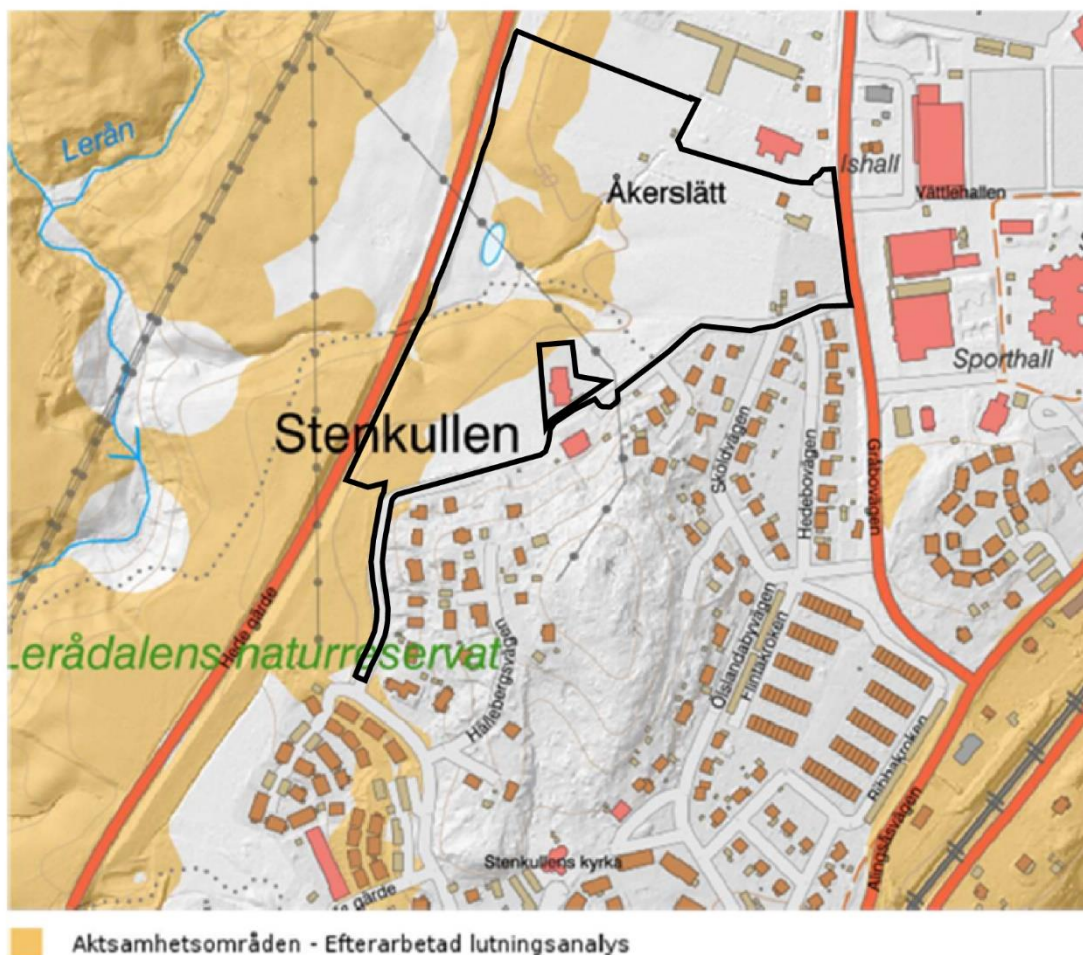 Lerån
Ishall
Åkerslätt
Vättlehallen
50
Sporthall
Stenkullen
Sköldvägen
Hedebovägen
Gråbovägen
Hede gärde
Lerådalens naturreservat
Hällebergsvägen
Ölslandabyvägen
Flintakroken
Ribbakroken
Alingsåsvägen
Stenkullens kyrka
gärde
Aktsamhetsområden - Efterarbetad lutningsanalys